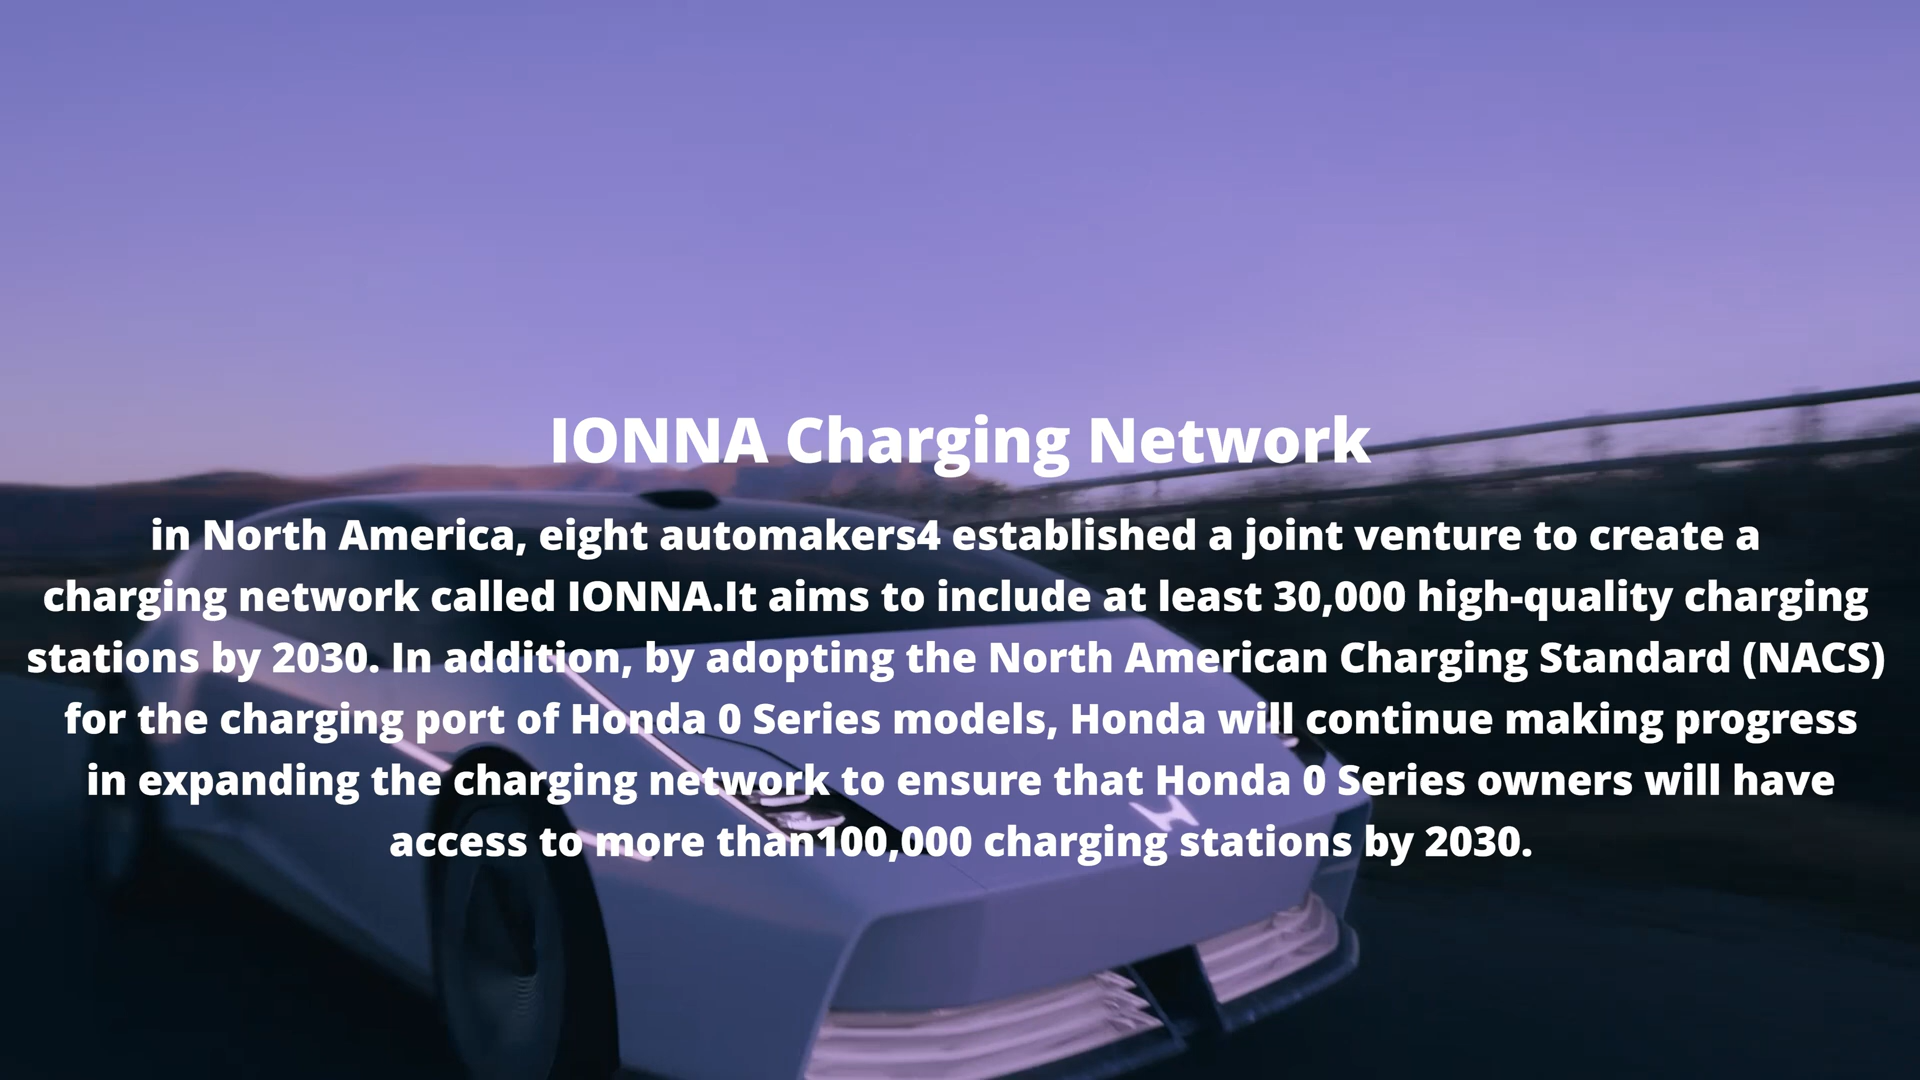 IONNA Charging Network
in North America, eight automakers4 established a joint venture to create a
charging network called IONNA.It aims to include at least 30,000 high-quality charging
stations by 2030. In addition, by adopting the North American Charging Standard (NACS)
for the charging port of Honda 0 Series models, Honda will continue making progress
in expanding the charging network to ensure that Honda 0 Series owners will have
access to more than100,000 charging stations by 2030.